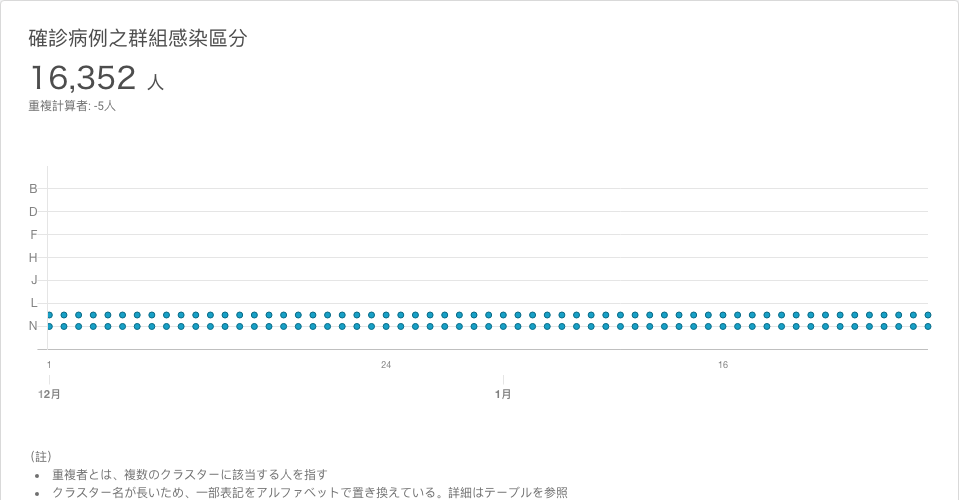 確診病例之群組感染區分
16,352 人
重複計算者: -5人
B
D
F
H
J
L
N
1 24 16
12月 1月
（註）
• 重複者とは、複数のクラスターに該当する人を指す
• クラスター名が長いため、一部表記をアルファベットで置き換えている。詳細はテーブルを参照